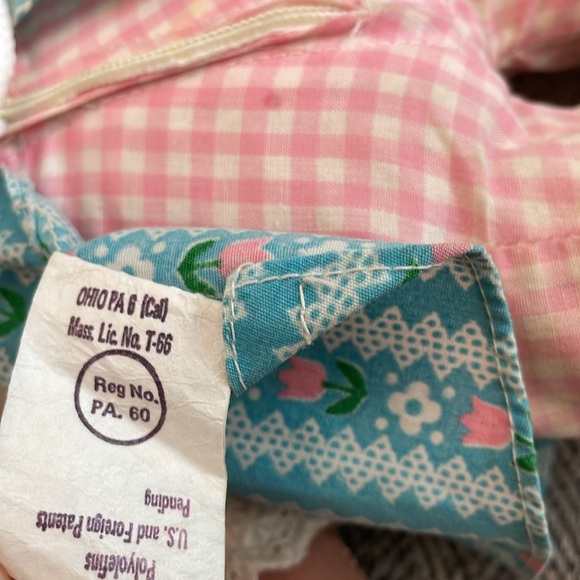 OHIO PA 6 (Cal)
Mass. Lic. No. T-66
Reg No.
PA. 60
Polyolefins
U.S. and Foreign Patents
Pending